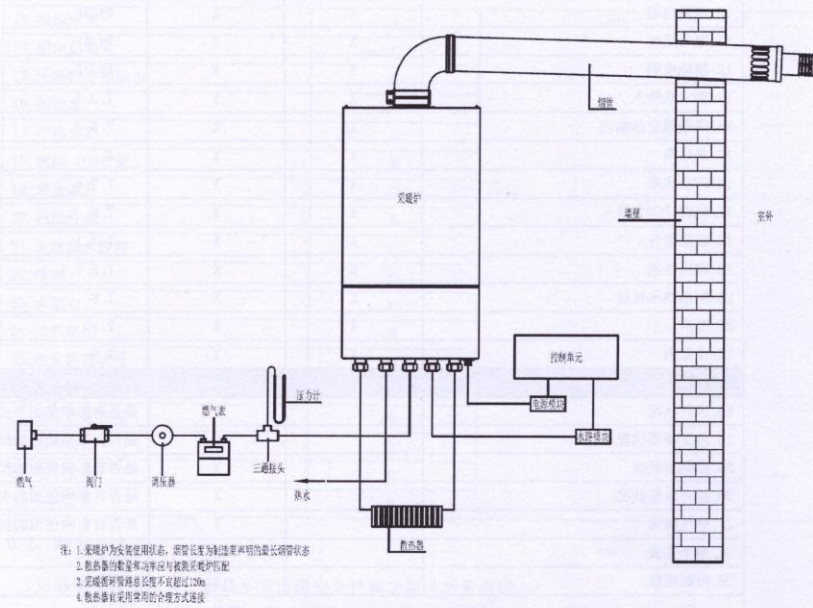 烟管
采暖炉
墙壁
室外
控制单元
电源模块
水路模块
压力计
燃气表
燃气
阀门
调压器
三通接头
热水
散热器
注：1.采暖炉为安装使用状态，烟管长度为制造商声明的最长烟管状态
2.散热器的数量和功率应与被测采暖炉匹配
3.采暖循环管路总长度不宜超过120m
4.散热器宜采用常用的合理方式连接